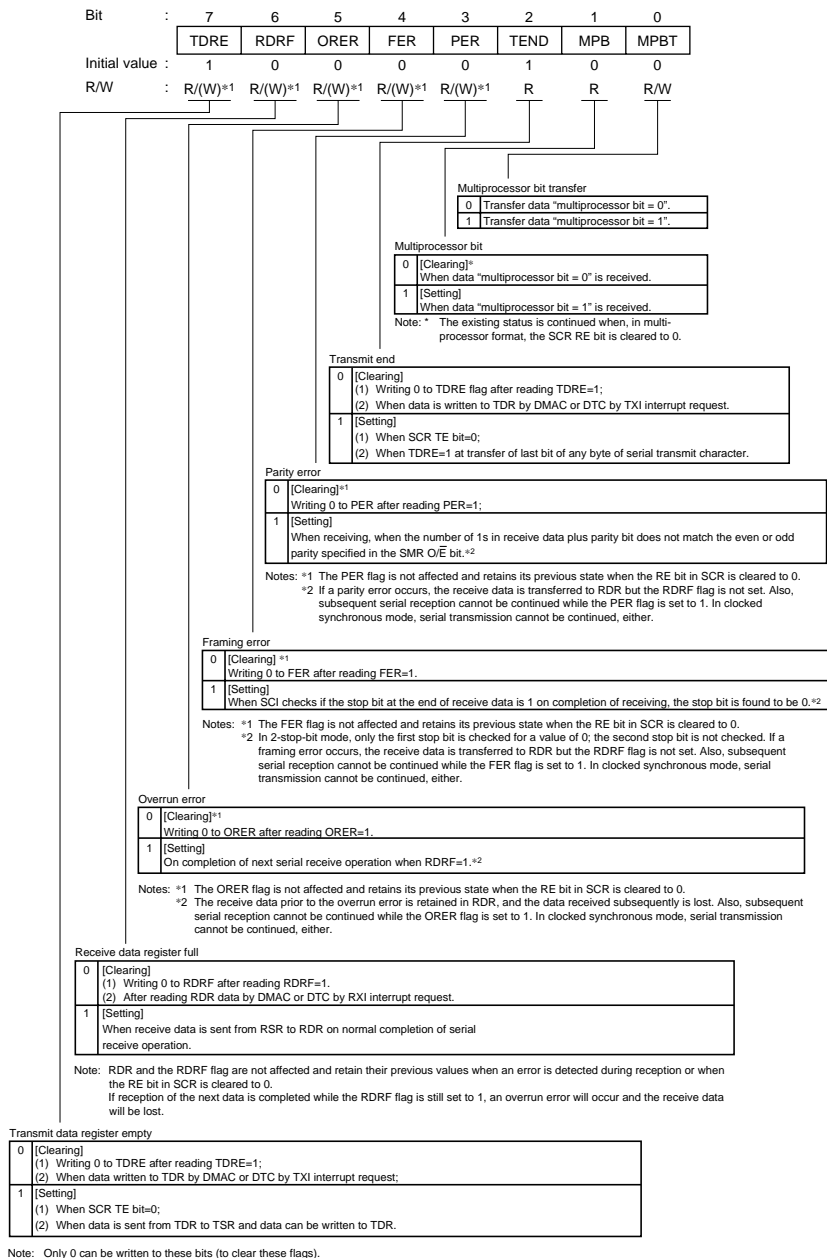 Bit : 7 6 5 4 3 2 1 0
TDRE RDRF ORER FER PER TEND MPB MPBT
Initial value : 1 0 0 0 0 1 0 0
R/W : R/(W)*1 R/(W)*1 R/(W)*1 R/(W)*1 R/(W)*1 R R R/W
Multiprocessor bit transfer
0 Transfer data “multiprocessor bit = 0”.
1 Transfer data “multiprocessor bit = 1”.
Multiprocessor bit
0 [Clearing]*
When data “multiprocessor bit = 0” is received.
1 [Setting]
When data “multiprocessor bit = 1” is received.
Note: * The existing status is continued when, in multi-
processor format, the SCR RE bit is cleared to 0.
Transmit end
0 [Clearing]
(1) Writing 0 to TDRE flag after reading TDRE=1;
(2) When data is written to TDR by DMAC or DTC by TXI interrupt request.
1 [Setting]
(1) When SCR TE bit=0;
(2) When TDRE=1 at transfer of last bit of any byte of serial transmit character.
Parity error
0 [Clearing]*1
Writing 0 to PER after reading PER=1;
1 [Setting]
When receiving, when the number of 1s in receive data plus parity bit does not match the even or odd
parity specified in the SMR O/E̅ bit.*2
Notes: *1 The PER flag is not affected and retains its previous state when the RE bit in SCR is cleared to 0.
*2 If a parity error occurs, the receive data is transferred to RDR but the RDRF flag is not set. Also,
subsequent serial reception cannot be continued while the PER flag is set to 1. In clocked
synchronous mode, serial transmission cannot be continued, either.
Framing error
0 [Clearing] *1
Writing 0 to FER after reading FER=1.
1 [Setting]
When SCI checks if the stop bit at the end of receive data is 1 on completion of receiving, the stop bit is found to be 0.*2
Notes: *1 The FER flag is not affected and retains its previous state when the RE bit in SCR is cleared to 0.
*2 In 2-stop-bit mode, only the first stop bit is checked for a value of 0; the second stop bit is not checked. If a
framing error occurs, the receive data is transferred to RDR but the RDRF flag is not set. Also, subsequent
serial reception cannot be continued while the FER flag is set to 1. In clocked synchronous mode, serial
transmission cannot be continued, either.
Overrun error
0 [Clearing]*1
Writing 0 to ORER after reading ORER=1.
1 [Setting]
On completion of next serial receive operation when RDRF=1.*2
Notes: *1 The ORER flag is not affected and retains its previous state when the RE bit in SCR is cleared to 0.
*2 The receive data prior to the overrun error is retained in RDR, and the data received subsequently is lost. Also, subsequent
serial reception cannot be continued while the ORER flag is set to 1. In clocked synchronous mode, serial transmission
cannot be continued, either.
Receive data register full
0 [Clearing]
(1) Writing 0 to RDRF after reading RDRF=1.
(2) After reading RDR data by DMAC or DTC by RXI interrupt request.
1 [Setting]
When receive data is sent from RSR to RDR on normal completion of serial
receive operation.
Note: RDR and the RDRF flag are not affected and retain their previous values when an error is detected during reception or when
the RE bit in SCR is cleared to 0.
If reception of the next data is completed while the RDRF flag is still set to 1, an overrun error will occur and the receive data
will be lost.
Transmit data register empty
0 [Clearing]
(1) Writing 0 to TDRE after reading TDRE=1;
(2) When data written to TDR by DMAC or DTC by TXI interrupt request;
1 [Setting]
(1) When SCR TE bit=0;
(2) When data is sent from TDR to TSR and data can be written to TDR.
Note: Only 0 can be written to these bits (to clear these flags).